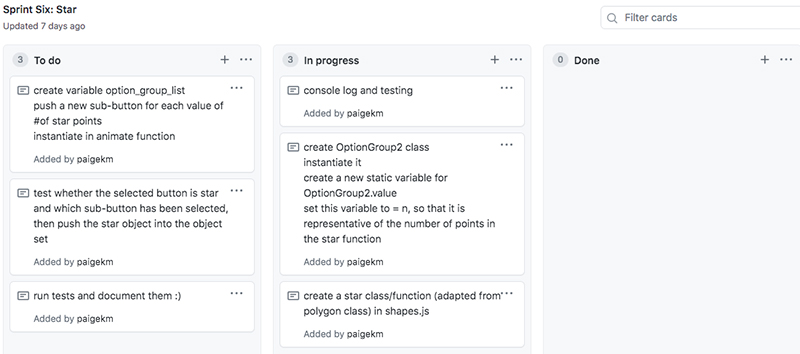 Sprint Six: Star
Updated 7 days ago
Filter cards
3 To do
create variable option_group_list
push a new sub-button for each value of
#of star points
instantiate in animate function
Added by paigekm
test whether the selected button is star
and which sub-button has been selected,
then push the star object into the object
set
Added by paigekm
run tests and document them :)
Added by paigekm
3 In progress
console log and testing
Added by paigekm
create OptionGroup2 class
instantiate it
create a new static variable for
OptionGroup2.value
set this variable to = n, so that it is
representative of the number of points in
the star function
Added by paigekm
create a star class/function (adapted from
polygon class) in shapes.js
Added by paigekm
0 Done